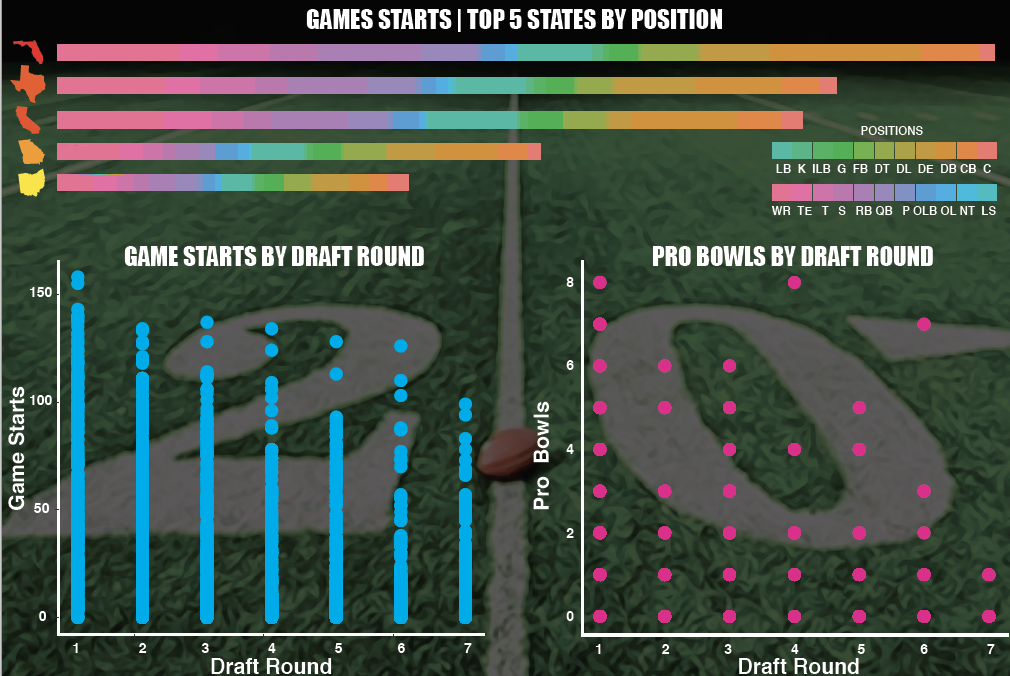 GAMES STARTS | TOP 5 STATES BY POSITION
POSITIONS
LB K ILB G FB DT DL DE DB CB C
WR TE T S RB QB P OLB OL NT LS
GAME STARTS BY DRAFT ROUND
150
100
50
0
Game Starts
1 2 3 4 5 6 7
Draft Round
PRO BOWLS BY DRAFT ROUND
8
6
4
2
0
Pro Bowls
1 2 3 4 5 6 7
Draft Round